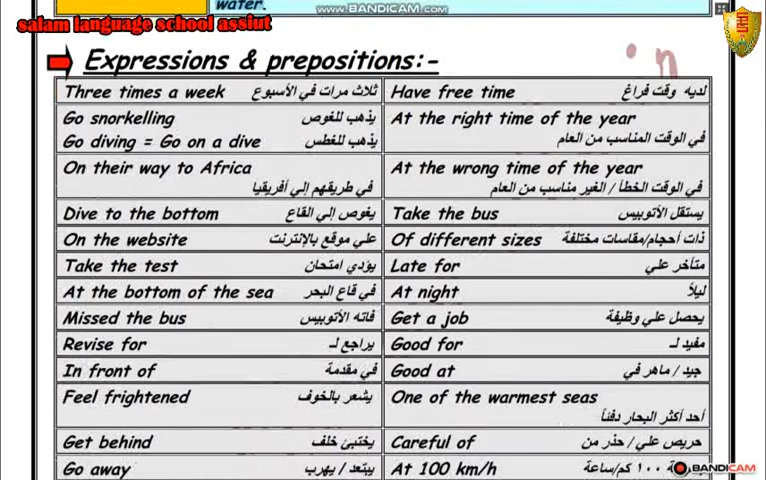 water.
www.BANDICAM.com
salam language school assiut
Expressions & prepositions:-
in
Three times a week ثلاث مرات في الأسبوع
Have free time لديه وقت فراغ
Go snorkelling يذهب للغوص
Go diving = Go on a dive يذهب للغطس
At the right time of the year
في الوقت المناسب من العام
On their way to Africa
في طريقهم إلي أفريقيا
At the wrong time of the year
في الوقت الخطأ / الغير مناسب من العام
Dive to the bottom يغوص إلي القاع
Take the bus يستقل الأتوبيس
On the website علي موقع بالإنترنت
Of different sizes ذات أحجام/مقاسات مختلفة
Take the test يؤدي امتحان
Late for متأخر علي
At the bottom of the sea في قاع البحر
At night ليلاً
Missed the bus فاته الأتوبيس
Get a job يحصل علي وظيفة
Revise for يراجع لـ
Good for مفيد لـ
In front of في مقدمة
Good at جيد / ماهر في
Feel frightened يشعر بالخوف
One of the warmest seas
أحد أكثر البحار دفئاً
Get behind يختبئ خلف
Careful of حريص علي / حذر من
Go away يبتعد / يهرب
At 100 km/h ١٠٠ كم/ساعة
BANDICAM